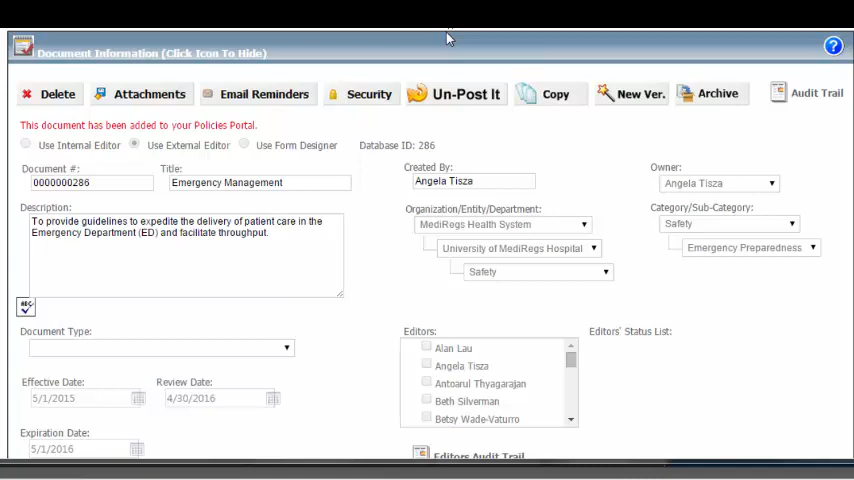 Document Information (Click Icon To Hide)
Delete Attachments Email Reminders Security Un-Post It Copy New Ver. Archive Audit Trail
This document has been added to your Policies Portal.
Use Internal Editor Use External Editor Use Form Designer Database ID: 286
Document #: Title: Created By: Owner:
0000000286 Emergency Management Angela Tisza Angela Tisza
Description: Organization/Entity/Department: Category/Sub-Category:
To provide guidelines to expedite the delivery of patient care in the MediRegs Health System Safety
Emergency Department (ED) and facilitate throughput.
University of MediRegs Hospital Emergency Preparedness
Safety
ABC
Document Type: Editors: Editors' Status List:
Alan Lau
Angela Tisza
Effective Date: Review Date: Antoarul Thyagarajan
5/1/2015 4/30/2016 Beth Silverman
Betsy Wade-Vaturro
Expiration Date:
5/1/2016 Editors Audit Trail